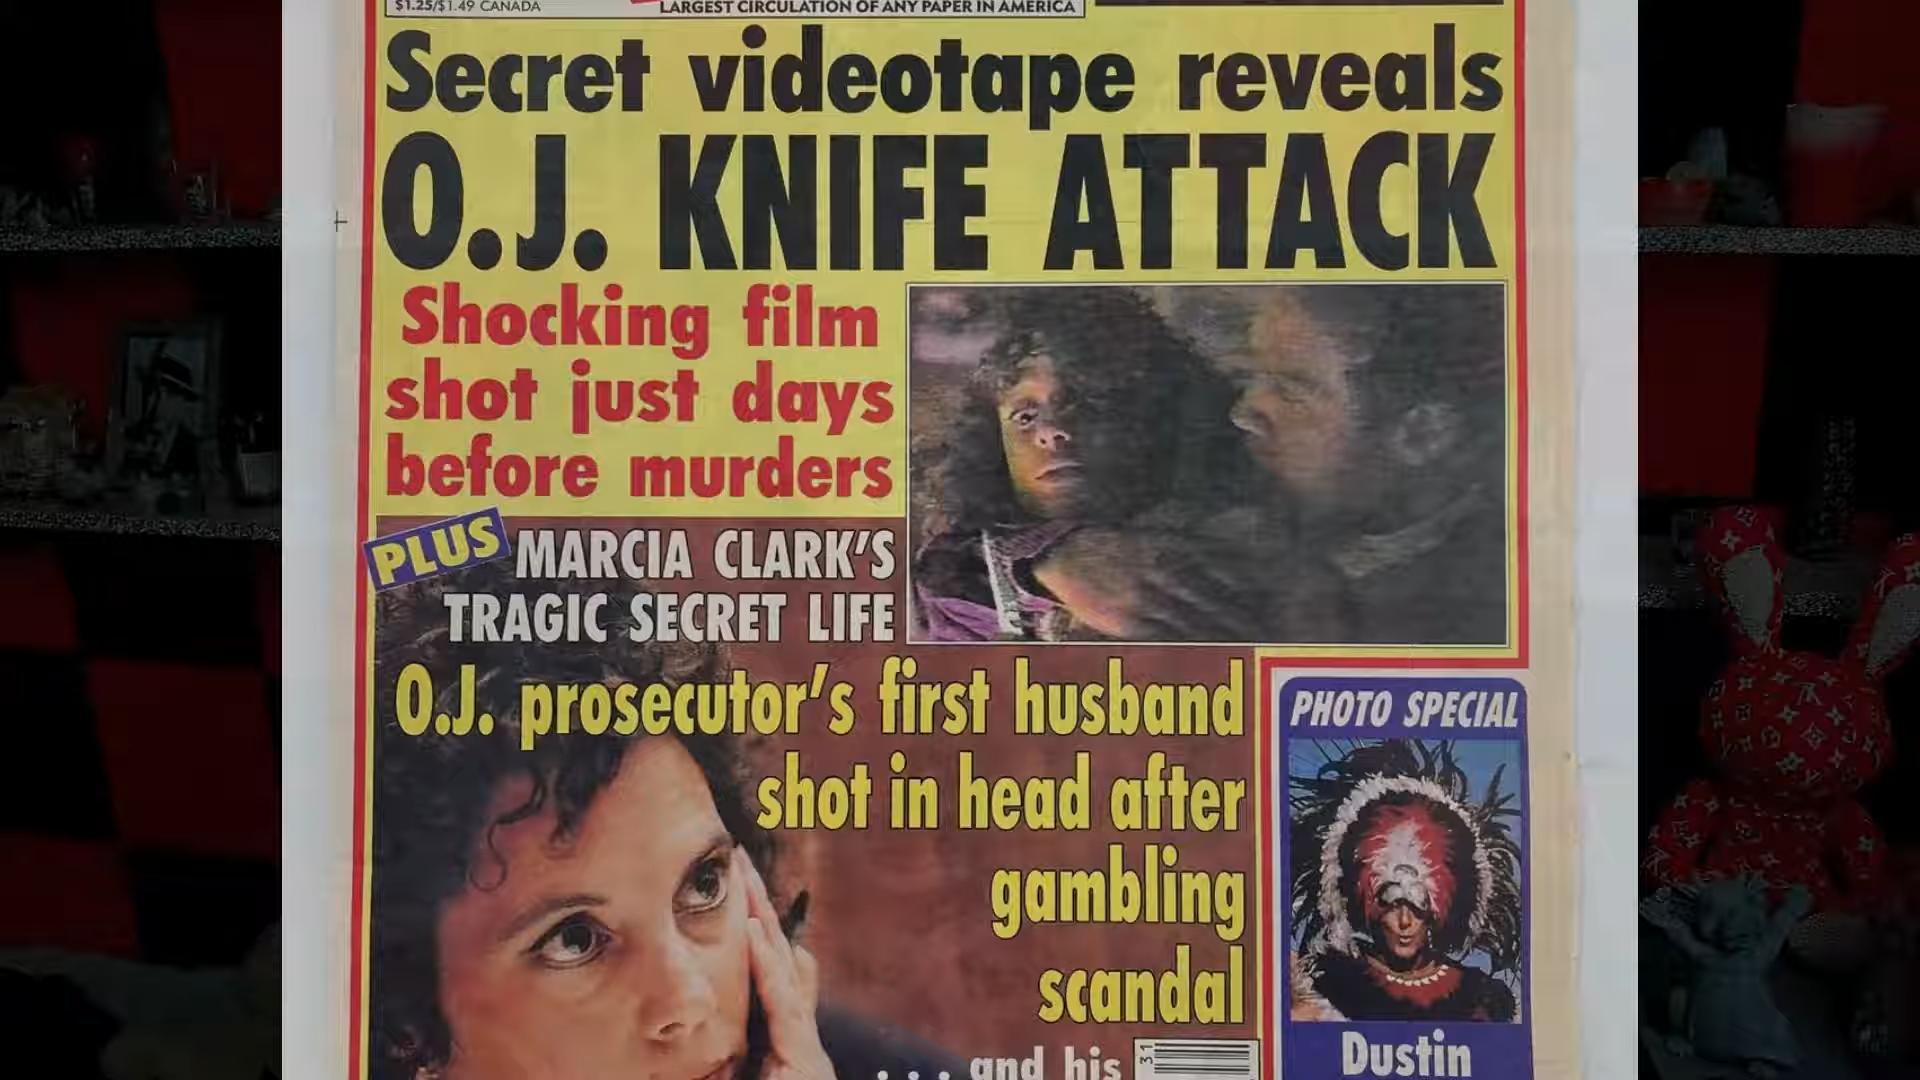 $1.25/$1.49 CANADA
LARGEST CIRCULATION OF ANY PAPER IN AMERICA
Secret videotape reveals
O.J. KNIFE ATTACK
Shocking film
shot just days
before murders
PLUS MARCIA CLARK'S
TRAGIC SECRET LIFE
O.J. prosecutor's first husband
shot in head after
gambling
scandal
. . . and his
31
PHOTO SPECIAL
Dustin